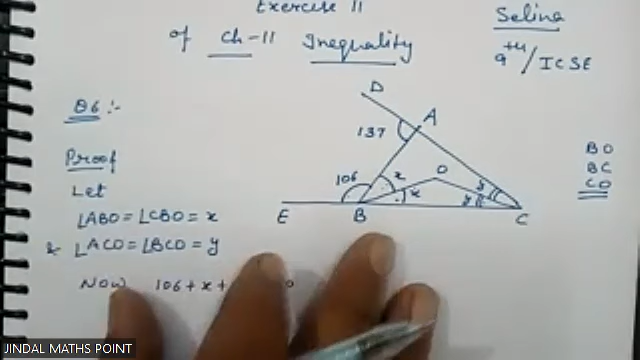 Exercise 11
of Ch-11 Inequality
Selina
9th/ICSE
Q6:-
Proof
Let
∠ABO = ∠CBO = x
& ∠ACO = ∠BCO = y
Now 106 + x +
D
A
137
106
x
x
O
y
y
E
B
C
BO
BC
CO
JINDAL MATHS POINT